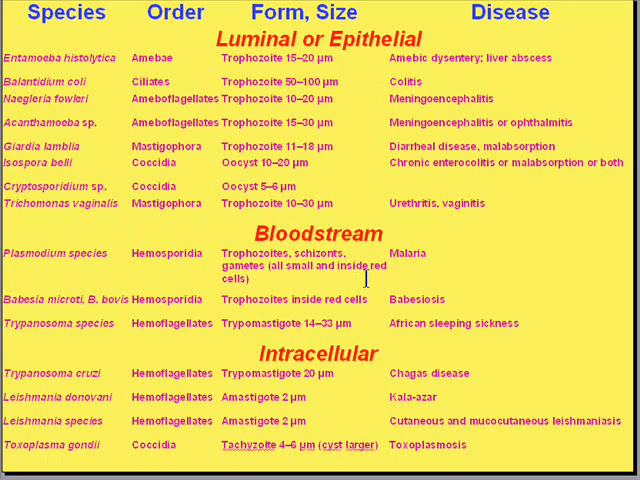 Species Order Form, Size Disease
Luminal or Epithelial
Entamoeba histolytica Amebae Trophozoite 15–20 µm Amebic dysentery; liver abscess
Balantidium coli Ciliates Trophozoite 50–100 µm Colitis
Naegleria fowleri Ameboflagellates Trophozoite 10–20 µm Meningoencephalitis
Acanthamoeba sp. Ameboflagellates Trophozoite 15–30 µm Meningoencephalitis or ophthalmitis
Giardia lamblia Mastigophora Trophozoite 11–18 µm Diarrheal disease, malabsorption
Isospora belli Coccidia Oocyst 10–20 µm Chronic enterocolitis or malabsorption or both
Cryptosporidium sp. Coccidia Oocyst 5–6 µm
Trichomonas vaginalis Mastigophora Trophozoite 10–30 µm Urethritis, vaginitis
Bloodstream
Plasmodium species Hemosporidia Trophozoites, schizonts, Malaria
gametes (all small and inside red
cells)
Babesia microti, B. bovis Hemosporidia Trophozoites inside red cells Babesiosis
Trypanosoma species Hemoflagellates Trypomastigote 14–33 µm African sleeping sickness
Intracellular
Trypanosoma cruzi Hemoflagellates Trypomastigote 20 µm Chagas disease
Leishmania donovani Hemoflagellates Amastigote 2 µm Kala-azar
Leishmania species Hemoflagellates Amastigote 2 µm Cutaneous and mucocutaneous leishmaniasis
Toxoplasma gondii Coccidia Tachyzoite 4–6 µm (cyst larger) Toxoplasmosis